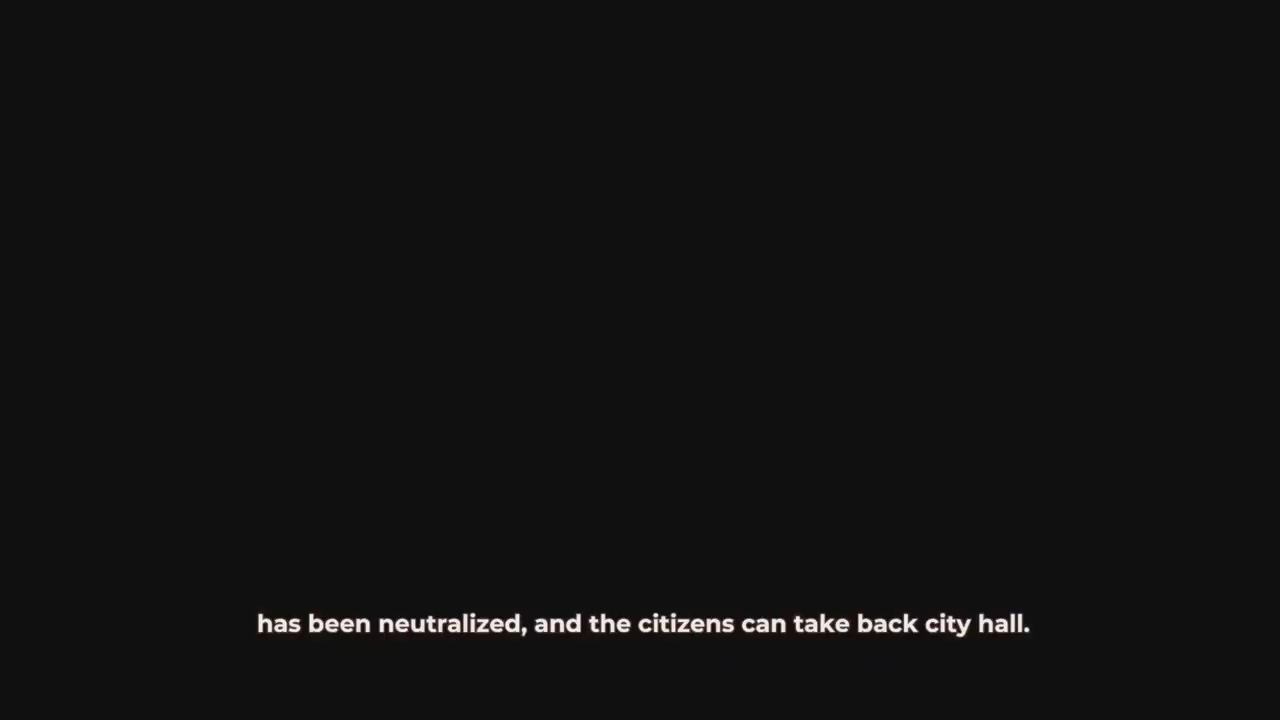 has been neutralized, and the citizens can take back city hall.